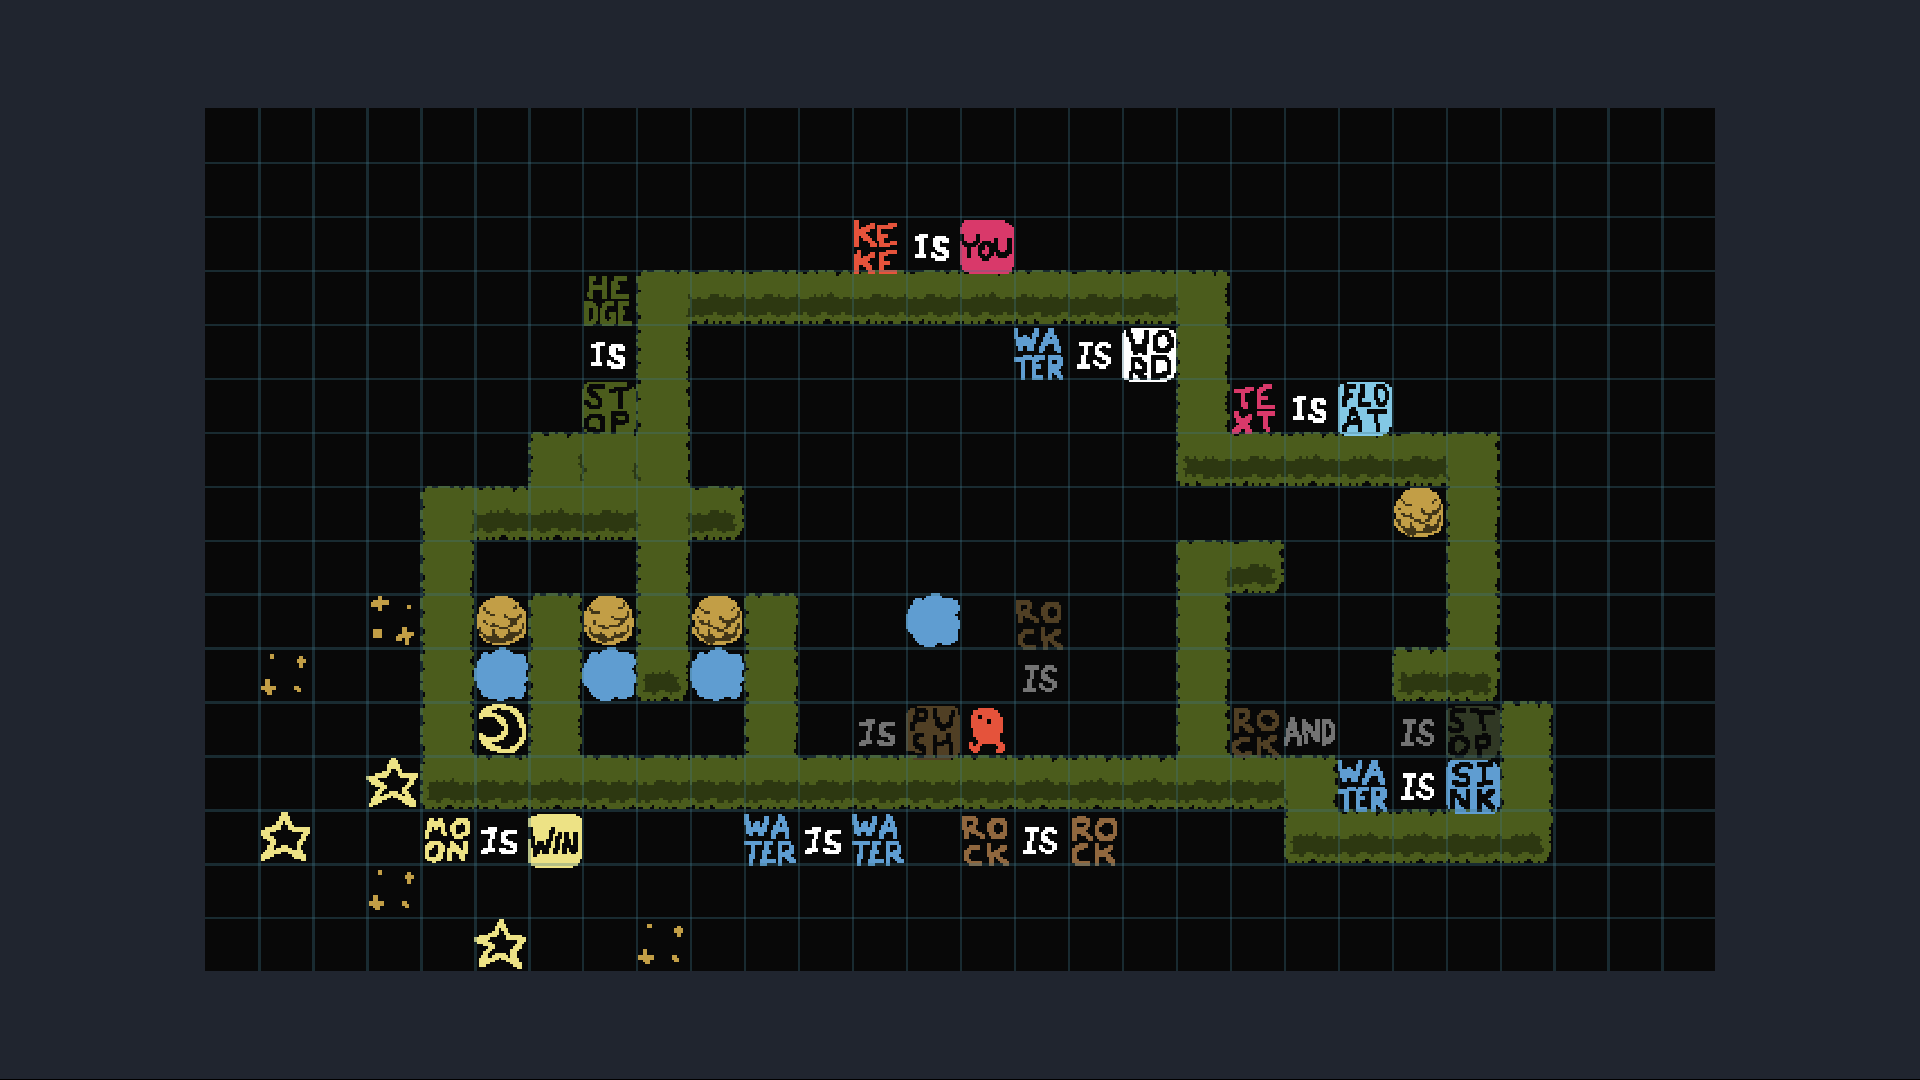 KEKE IS YOU
HEDGE IS STOP
WATER IS WORD
TEXT IS FLOAT
ROCK IS
IS PUSH
ROCK AND IS STOP
WATER IS SINK
MOON IS WIN
WATER IS WATER
ROCK IS ROCK